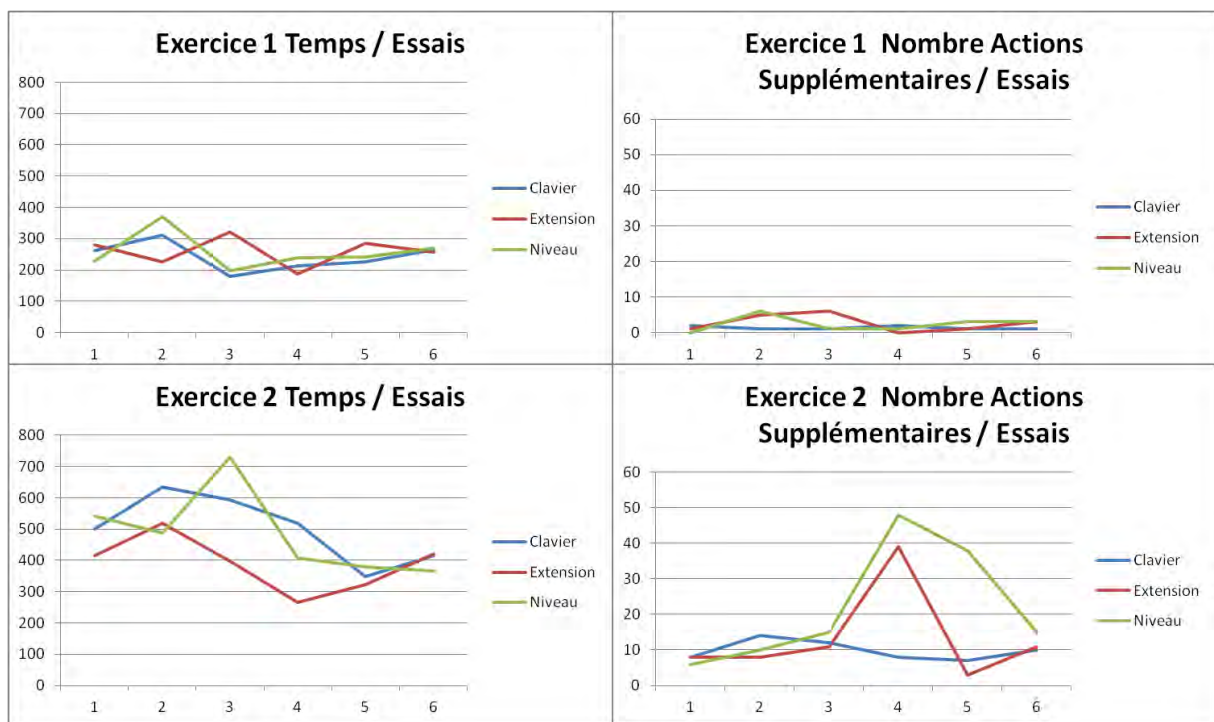 Exercice 1 Temps / Essais
800
700
600
500
400
300
200
100
0
1 2 3 4 5 6
Clavier
Extension
Niveau
Exercice 1 Nombre Actions
Supplémentaires / Essais
60
50
40
30
20
10
0
1 2 3 4 5 6
Clavier
Extension
Niveau
Exercice 2 Temps / Essais
800
700
600
500
400
300
200
100
0
1 2 3 4 5 6
Clavier
Extension
Niveau
Exercice 2 Nombre Actions
Supplémentaires / Essais
60
50
40
30
20
10
0
1 2 3 4 5 6
Clavier
Extension
Niveau